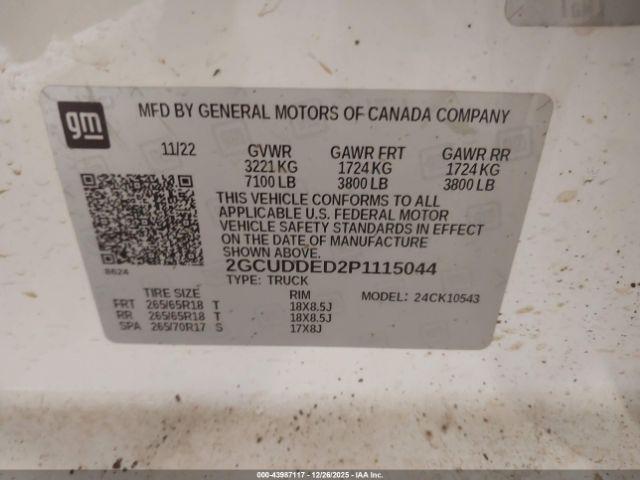 gm
MFD BY GENERAL MOTORS OF CANADA COMPANY
11/22 GVWR GAWR FRT GAWR RR
3221 KG 1724 KG 1724 KG
7100 LB 3800 LB 3800 LB
THIS VEHICLE CONFORMS TO ALL
APPLICABLE U.S. FEDERAL MOTOR
VEHICLE SAFETY STANDARDS IN EFFECT
ON THE DATE OF MANUFACTURE
SHOWN ABOVE.
8624
2GCUDDED2P1115044
TYPE: TRUCK
TIRE SIZE RIM MODEL: 24CK10543
FRT 265/65R18 T 18X8.5J
RR 265/65R18 T 18X8.5J
SPA 265/70R17 S 17X8J
000-43987117 - 12/26/2025 - IAAI.COM